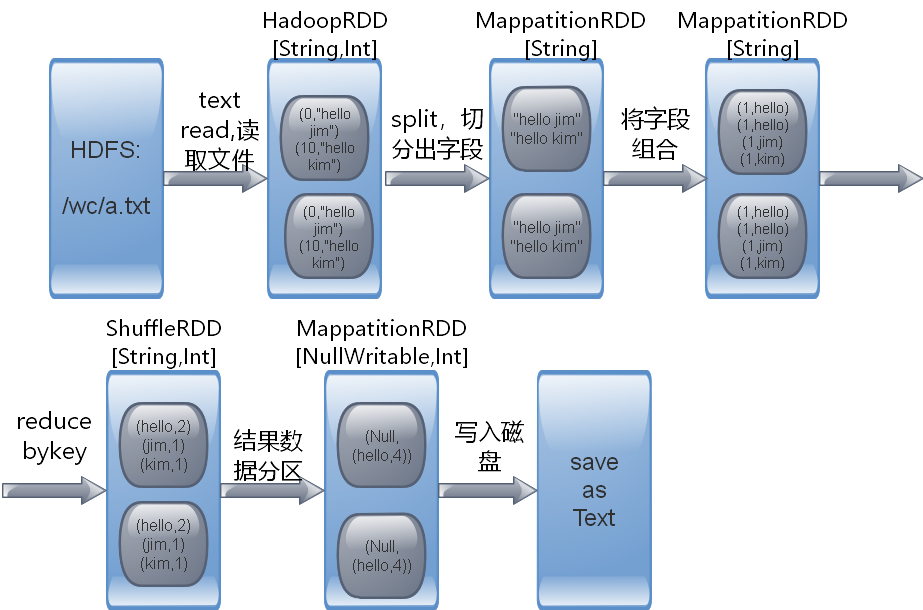 HadoopRDD
[String,Int]
MappatitionRDD
[String]
MappatitionRDD
[String]
HDFS:
/wc/a.txt
text
read,读
取文件
(0,"hello
jim")
(10,"hello
kim")
(0,"hello
jim")
(10,"hello
kim")
split，切
分出字段
"hello jim"
"hello kim"
"hello jim"
"hello kim"
将字段
组合
(1,hello)
(1,hello)
(1,jim)
(1,kim)
(1,hello)
(1,hello)
(1,jim)
(1,kim)
ShuffleRDD
[String,Int]
MappatitionRDD
[NullWritable,Int]
reduce
bykey
(hello,2)
(jim,1)
(kim,1)
(hello,2)
(jim,1)
(kim,1)
结果数
据分区
(Null,
(hello,4))
(Null,
(hello,4))
写入磁
盘
save
as
Text